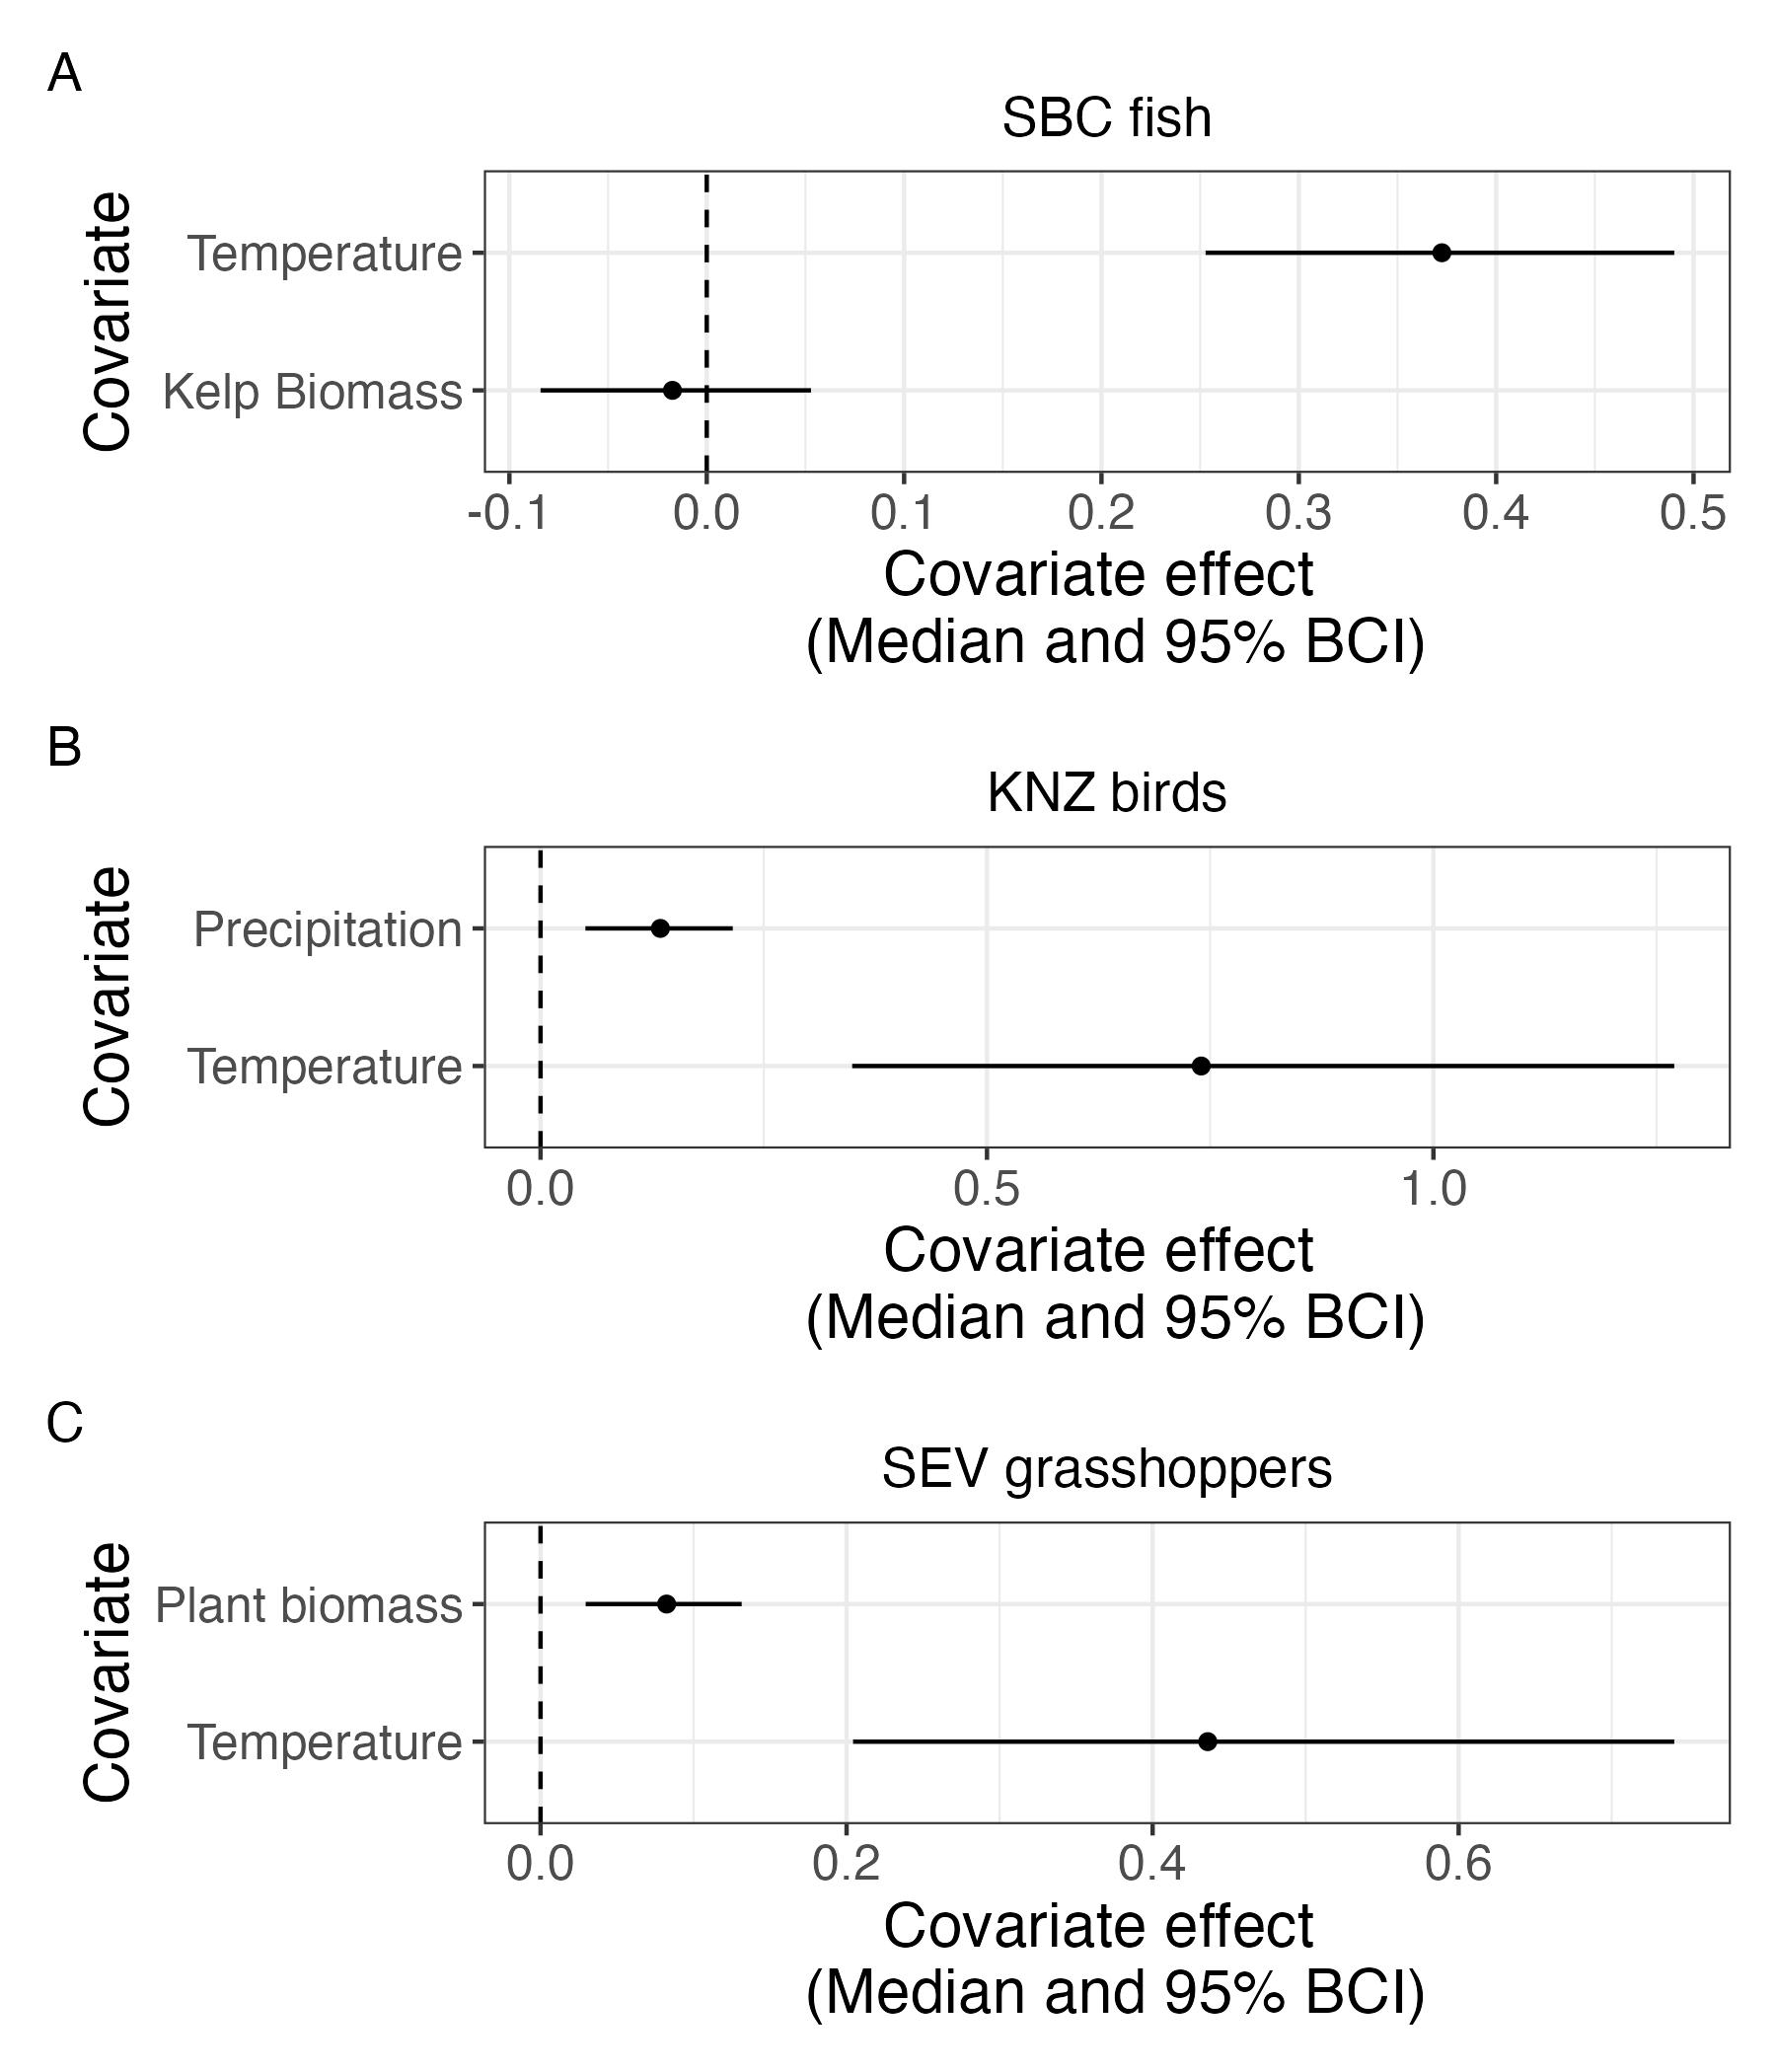 A
SBC fish
Covariate
Temperature
Kelp Biomass
-0.1 0.0 0.1 0.2 0.3 0.4 0.5
Covariate effect
(Median and 95% BCI)
B
KNZ birds
Covariate
Precipitation
Temperature
0.0 0.5 1.0
Covariate effect
(Median and 95% BCI)
C
SEV grasshoppers
Covariate
Plant biomass
Temperature
0.0 0.2 0.4 0.6
Covariate effect
(Median and 95% BCI)